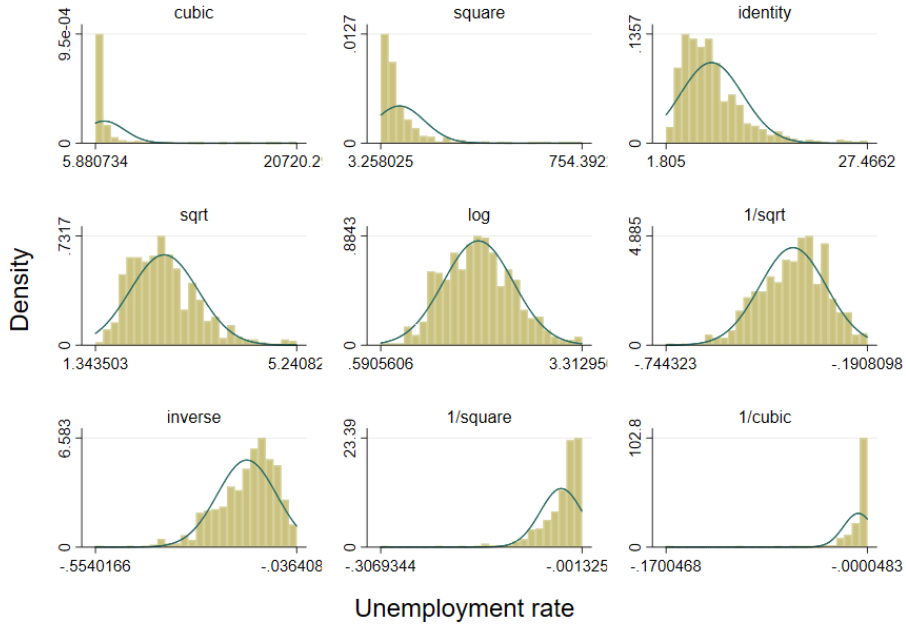 cubic
9.5e-04
0
5.880734
20720.2
square
.0127
0
3.258025
754.392
identity
.1357
0
1.805
27.4662
sqrt
.7317
0
1.343503
5.24082
log
.8843
0
.5905606
3.312956
1/sqrt
4.885
0
-.744323
-.1908098
inverse
6.583
0
-.5540166
-.036408
1/square
23.39
0
-.3069344
-.001325
1/cubic
102.8
0
-.1700468
-.0000483
Density
Unemployment rate